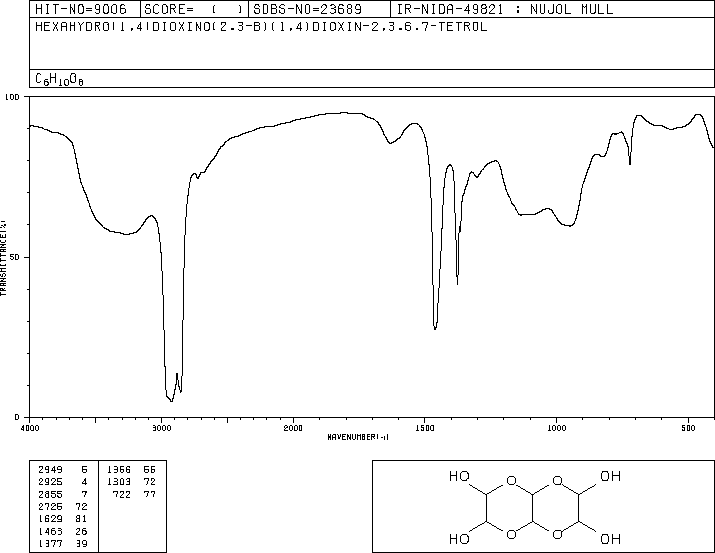 HIT-NO=9006 SCORE= ( ) SDBS-NO=23689 IR-NIDA-49821 : NUJOL MULL
HEXAHYDRO(1,4)DIOXINO(2,3-B)(1,4)DIOXIN-2,3,6,7-TETROL
C6H10O8
100
50
0
TRANSMITTANCE(%)
4000 3000 2000 1500 1000 500
WAVENUMBER(-1)
2949 5 1366 55
2925 4 1303 72
2855 7 722 77
2725 72
1629 81
1463 26
1377 39
HO O O OH
HO O O OH